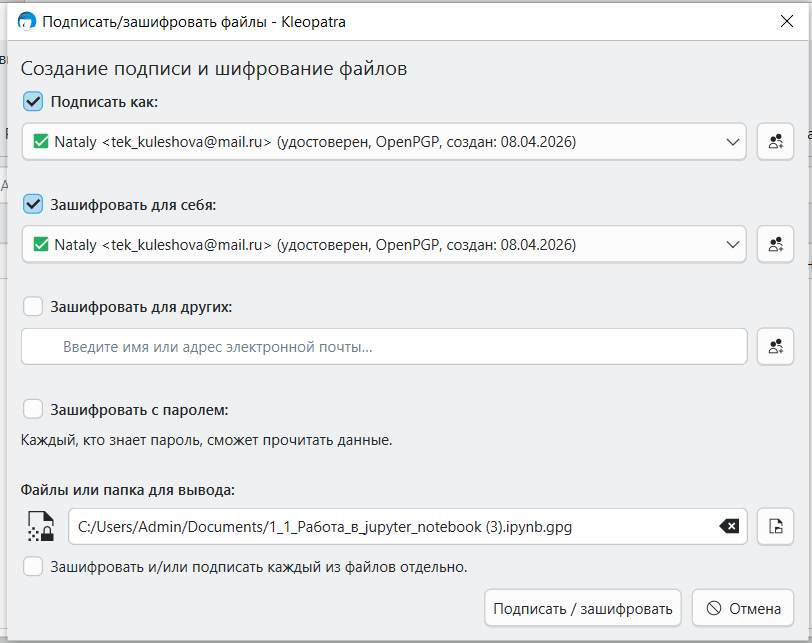 Подписать/зашифровать файлы - Kleopatra
Создание подписи и шифрование файлов
Подписать как:
Nataly <tek_kuleshova@mail.ru> (удостоверен, OpenPGP, создан: 08.04.2026)
Зашифровать для себя:
Nataly <tek_kuleshova@mail.ru> (удостоверен, OpenPGP, создан: 08.04.2026)
Зашифровать для других:
Введите имя или адрес электронной почты...
Зашифровать с паролем:
Каждый, кто знает пароль, сможет прочитать данные.
Файлы или папка для вывода:
C:/Users/Admin/Documents/1_1_Работа_в_jupyter_notebook (3).ipynb.gpg
Зашифровать и/или подписать каждый из файлов отдельно.
Подписать / зашифровать
Отмена